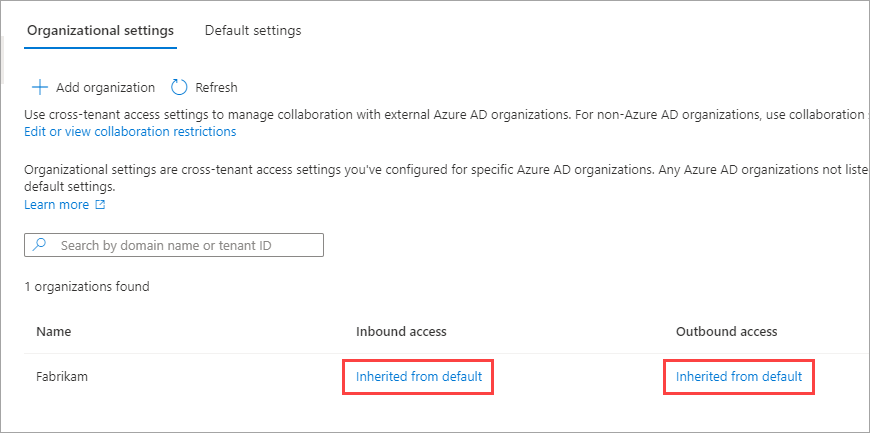 Organizational settings Default settings
Add organization Refresh
Use cross-tenant access settings to manage collaboration with external Azure AD organizations. For non-Azure AD organizations, use collaboration s
Edit or view collaboration restrictions
Organizational settings are cross-tenant access settings you've configured for specific Azure AD organizations. Any Azure AD organizations not liste
default settings.
Learn more
Search by domain name or tenant ID
1 organizations found
Name Inbound access Outbound access
Fabrikam Inherited from default Inherited from default